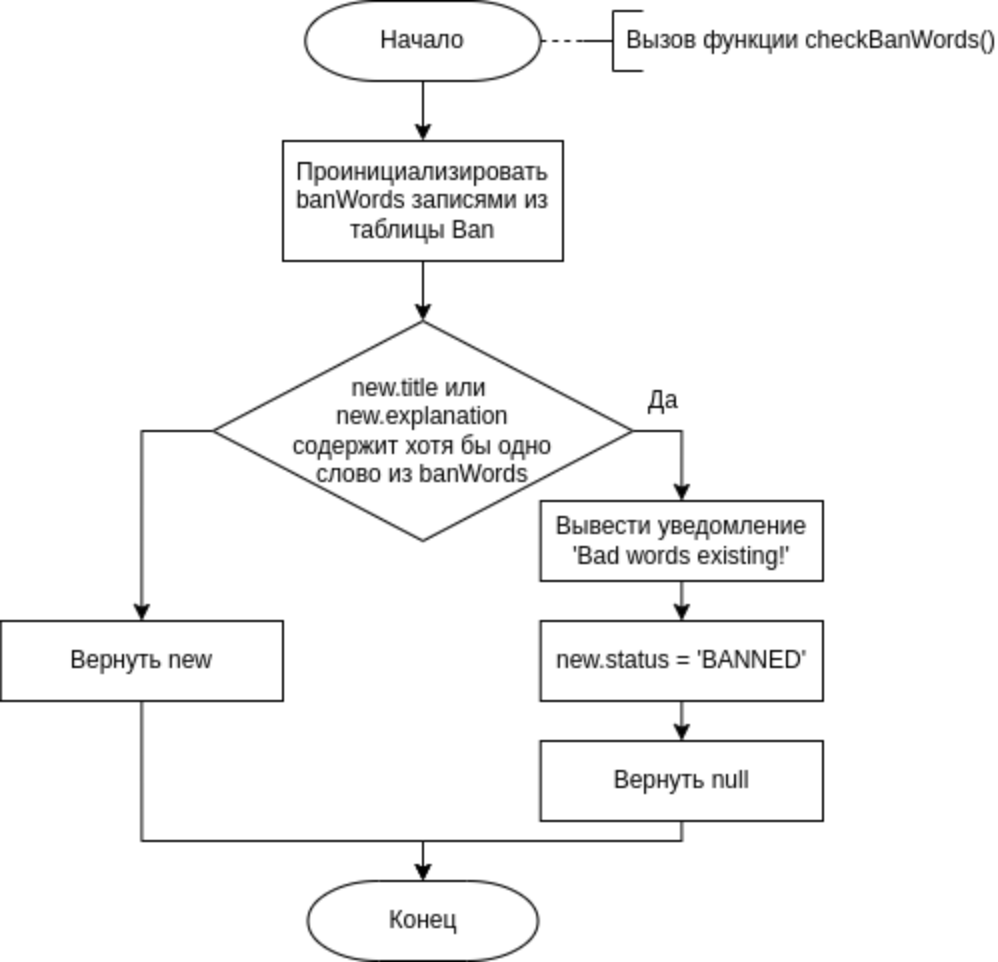 Начало
Вызов функции checkBanWords()
Проинициализировать
banWords записями из
таблицы Ban
new.title или
new.explanation
содержит хотя бы одно
слово из banWords
Да
Вывести уведомление
'Bad words existing!'
Вернуть new
new.status = 'BANNED'
Вернуть null
Конец